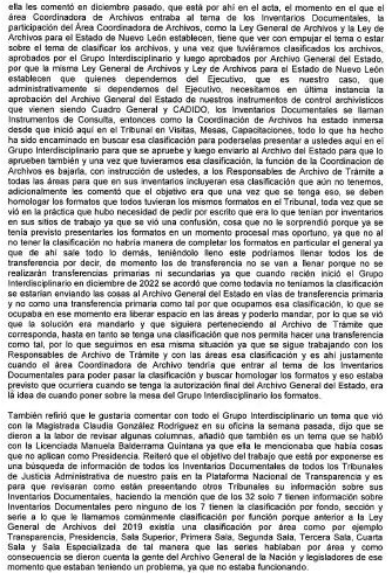 ella les comentó en diciembre pasado, que está por ahí en el acta, el momento en que el
área Coordinadora de Archivos entraba al tema de los Inventarios Documentales, la
participación del Área Coordinadora de Archivos, como la Ley General de Archivos y la Ley de
Archivos para el Estado de Nuevo León establecen, tiene que ver con empezar el tema o estar
sobre el tema de clasificar los archivos, y una vez que tuviéramos clasificados los archivos,
aprobados por el Grupo Interdisciplinario y luego aprobados por Archivo General del Estado,
por que la misma Ley General de Archivos y Ley de Archivos para el Estado de Nuevo León
establecen que quienes dependemos del Ejecutivo, que es nuestro caso, que
administrativamente si dependemos del Ejecutivo, necesitamos en última instancia la
aprobación del Archivo General del Estado de nuestros instrumentos de control archivísticos
que vienen siendo Cuadro General y CADIDO, los Inventarios Documentales se llaman
Instrumentos de Consulta, entonces como la Coordinación de Archivos ha estado inmersa
desde que inició aquí en el Tribunal en Visitas, Mesas, Capacitaciones, todo lo que ha hecho
ha sido encaminado en buscar esa clasificación para podérselas presentar a ustedes aquí en el
Grupo Interdisciplinario para que se apruebe y luego enviarlo al Archivo del Estado para que lo
aprueben también y una vez que tuviéramos esa clasificación, la función de la Coordinacion de
Archivos es bajarla, con instrucción de ustedes, a los Responsables de Archivo de Trámite a
todas las áreas para que en sus inventarios incluyeran esa clasificación que aún no tenemos,
adicionalmente les comentó que el objetivo era que una vez que se tenga eso, se deben
homologar los formatos que todos tuvieran los mismos formatos en el Tribunal, toda vez que se
vió en la práctica que hubo necesidad de pedir por escrito que era lo que tenían por inventarios
en sus sitios de trabajo ya que se vió una confusión, cosa que no le sorprendió porque ya se
tenía previsto presentarles los formatos en un momento procesal mas oportuno, ya que no al
no tener la clasificación no habría manera de completar los formatos en particular el general ya
que de ahí sale todo lo demás, teniéndolo lleno este podríamos llenar todos los de
transferencia por decir, de momento los de transferencia no se van a llenar porque no se
realizarán transferencias primarias ni secundarias ya que cuando recién inició el Grupo
Interdisciplinario en diciembre de 2022 se acordó que como todavía no teníamos la clasificación
se estarían enviando las cosas al Archivo General del Estado en vías de transferencia primaria
y no como una transferencia primaria como tal por que ocupamos esa clasificación, lo que se
ocupaba en ese momento era liberar espacio en las áreas y poderlo mandar, por lo que se vió
que la solución era mandarlo y que siguiera perteneciendo al Archivo de Trámite que
corresponda, hasta en tanto se tenga una clasificación que nos permita hacer una transferencia
como tal, por lo que seguimos en esa misma situación ya que se sigue trabajando con los
Responsables de Archivo de Trámite y con las áreas esa clasificación y es ahí justamente
cuando el área Coordinadora de Archivo tendría que entrar al tema de los Inventarios
Documentales para poder pasar la clasificación y buscar homologar los formatos y eso estaba
previsto que ocurriera cuando se tenga la autorización final del Archivo General del Estado, era
lá idea de cuando poner sobre la mesa del Grupo Interdisciplinario los formatos.

También refirió que le gustaría comentar con todo el Grupo Interdisciplinario un tema que vió
con la Magistrada Claudia González Rodríguez en su oficina la semana pasada, dijo que se
dieron a la labor de revisar algunas columnas, añadió que también es un tema que se habló
con la Licenciada Manuela Balderrama Quintana ya que ella le mencionaba que había cosas
que no aplican como Presidencia. Reiteró que el objetivo del trabajo que está por exponerse es
una búsqueda de información de todos los Inventarios Documentales de todos los Tribunales
de Justicia Administrativa de nuestro país en la Plataforma Nacional de Transparencia y es
para que revisarán como están presentando otros Tribunales su información sobre sus
Inventarios Documentales, haciendo la mención que de los 32 solo 7 tienen información sobre
Inventarios Documentales pero ninguno de los 7 tienen la clasificación por fondo, sección y
serie a lo que le llamamos comúnmente clasificación por función porque anterior a la Ley
General de Archivos del 2019 existía una clasificación por área como por ejemplo
Transparencia, Presidencia, Sala Superior, Primera Sala, Segunda Sala, Tercera Sala, Cuarta
Sala y Sala Especializada de tal manera que las series hablaban por área y como
consecuencia se dieron cuenta la gente del Archivo General de la Nación y legisladores de ese
momento que estaban teniendo un problema, ya que no estaba funcionando.